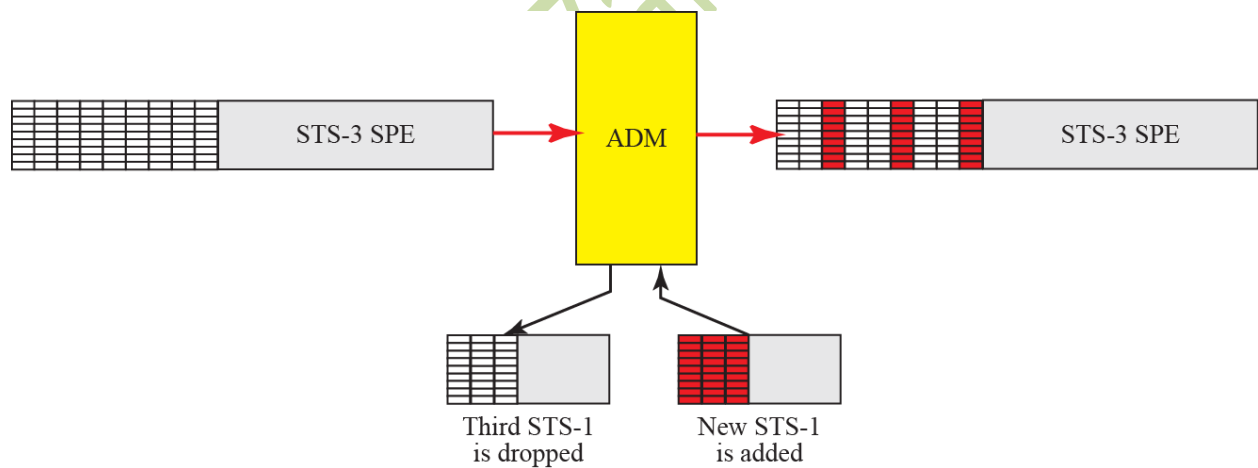 STS-3 SPE
ADM
STS-3 SPE
Third STS-1
is dropped
New STS-1
is added